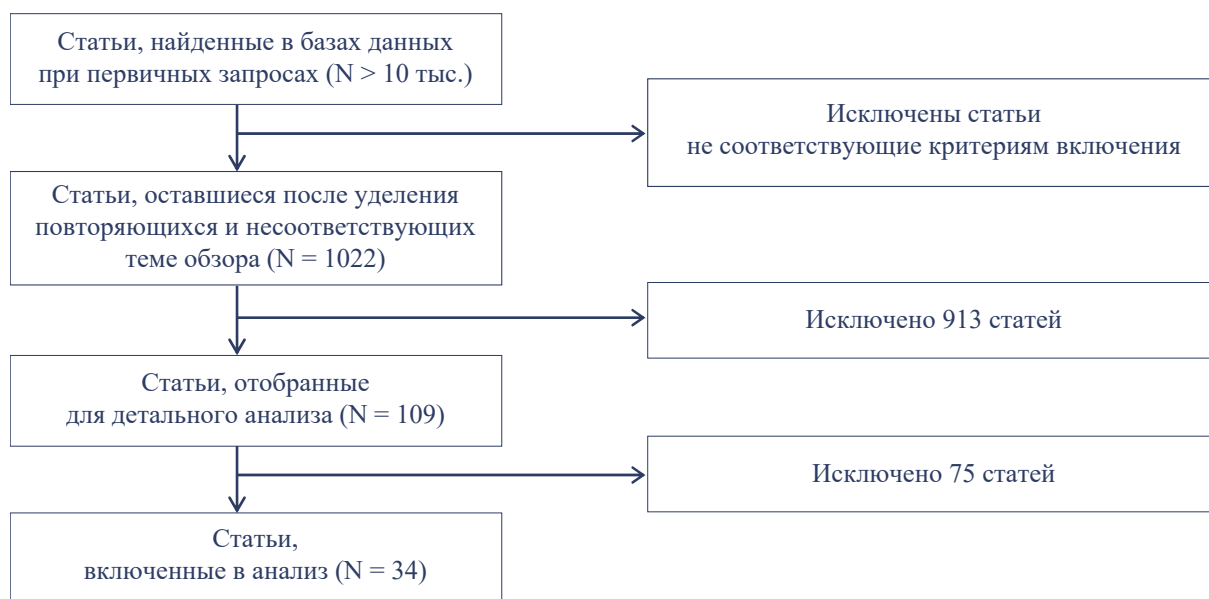 Статьи, найденные в базах данных
при первичных запросах (N > 10 тыс.)
Исключены статьи
не соответствующие критериям включения
Статьи, оставшиеся после уделения
повторяющихся и несоответствующих
теме обзора (N = 1022)
Исключено 913 статей
Статьи, отобранные
для детального анализа (N = 109)
Исключено 75 статей
Статьи,
включенные в анализ (N = 34)